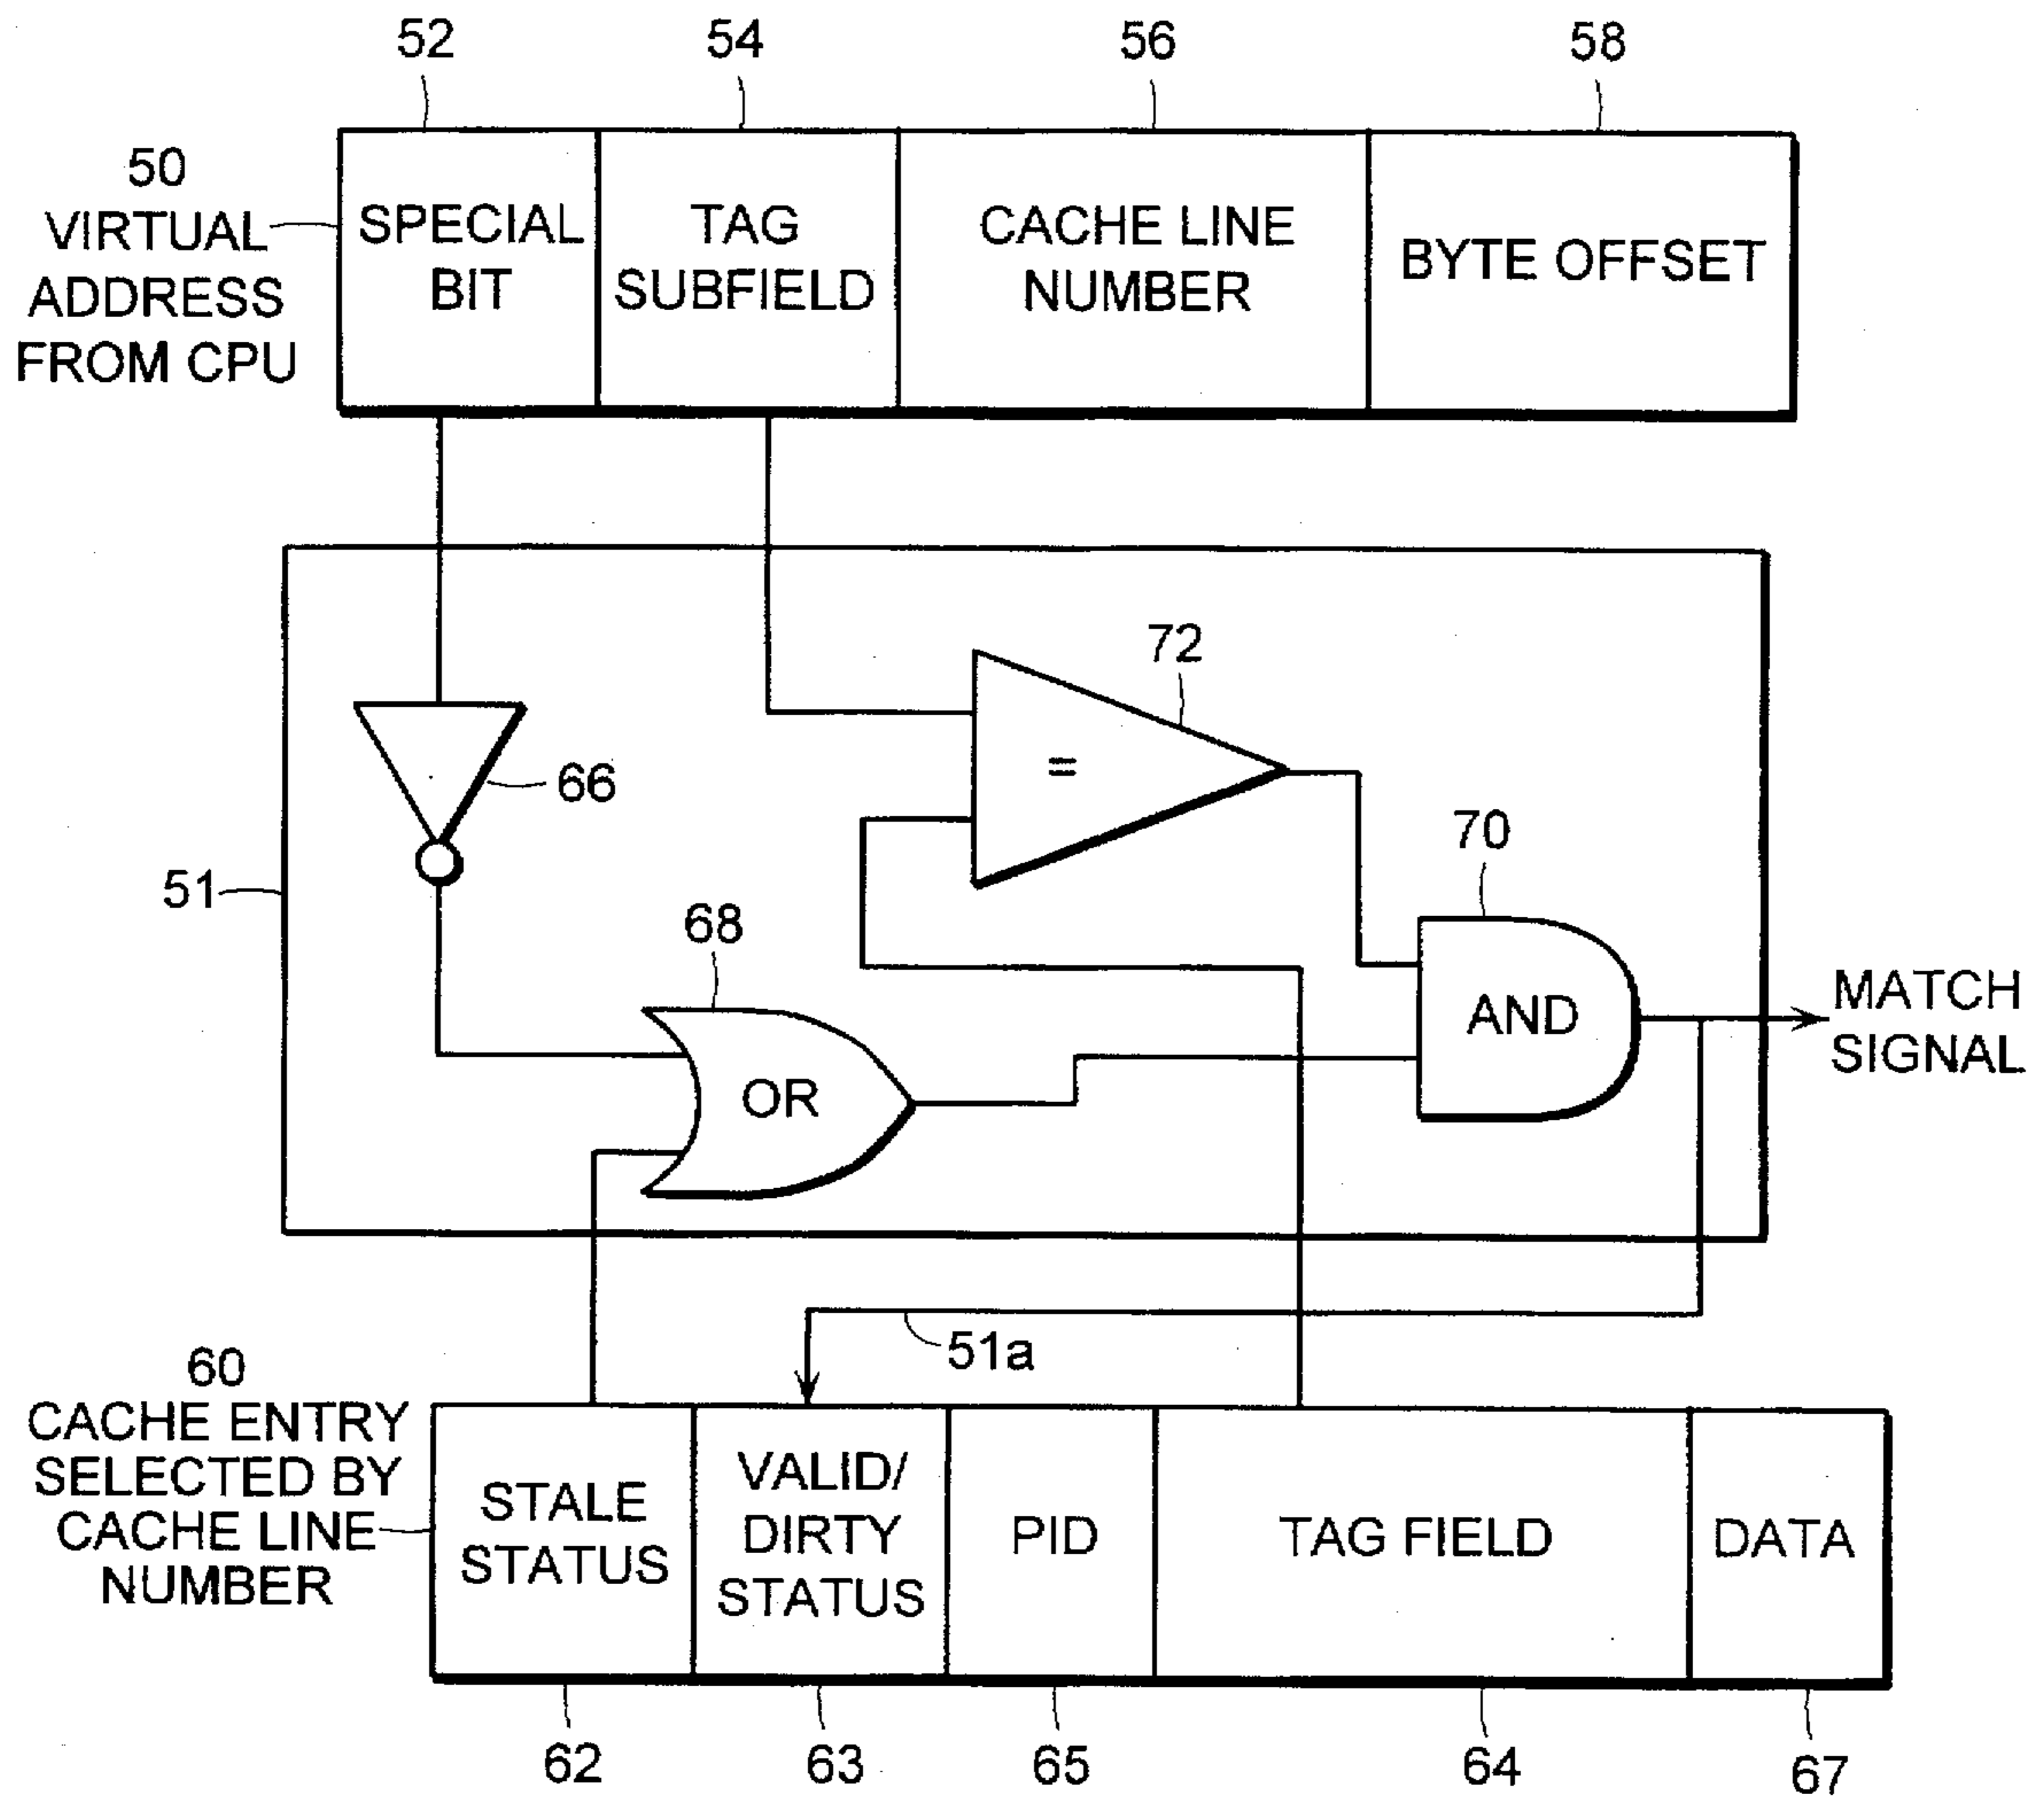 52
54
56
58
50
VIRTUAL
ADDRESS
FROM CPU
SPECIAL
BIT
TAG
SUBFIELD
CACHE LINE
NUMBER
BYTE OFFSET
72
=
66
70
51
68
AND
MATCH
SIGNAL
OR
51a
60
CACHE ENTRY
SELECTED BY
CACHE LINE
NUMBER
STALE
STATUS
VALID/
DIRTY
STATUS
PID
TAG FIELD
DATA
62
63
65
64
67